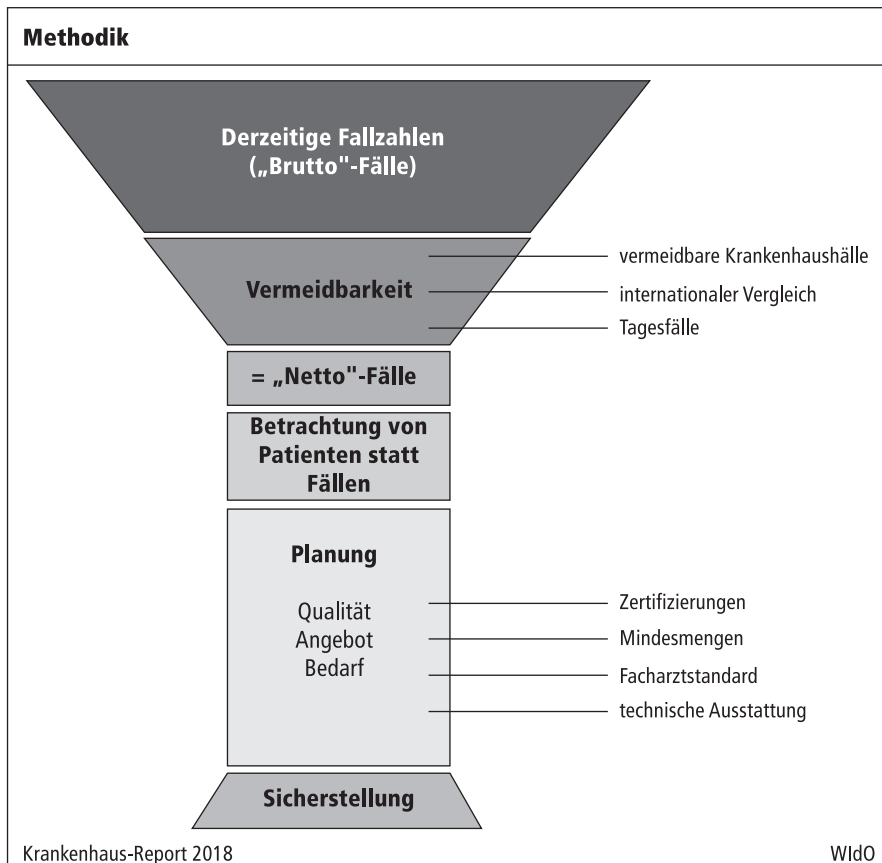 Methodik
Derzeitige Fallzahlen
(„Brutto"-Fälle)
Vermeidbarkeit
vermeidbare Krankenhaushälle
internationaler Vergleich
Tagesfälle
= „Netto"-Fälle
Betrachtung von
Patienten statt
Fällen
Planung
Qualität
Angebot
Bedarf
Zertifizierungen
Mindesmengen
Facharztstandard
technische Ausstattung
Sicherstellung
Krankenhaus-Report 2018
WIdO